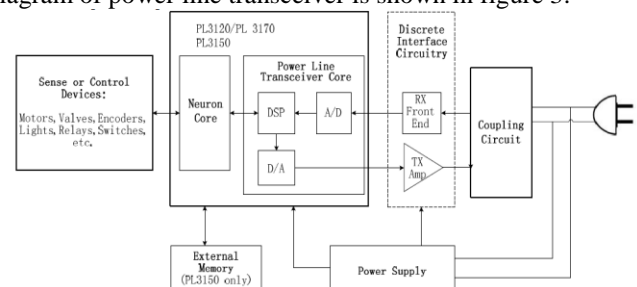 diagram of power line transceiver is shown in figure 3.
PL3120/PL 3170
PL3150
Discrete
Interface
Circuitry
Power Line
Transceiver Core
Sense or Control
Devices:
Motors, Valves, Encoders,
Lights, Relays, Switches,
etc.
Neuron
Core
DSP
A/D
RX
Front
End
Coupling
Circuit
D/A
TX
Amp
External
Memory
(PL3150 only)
Power Supply